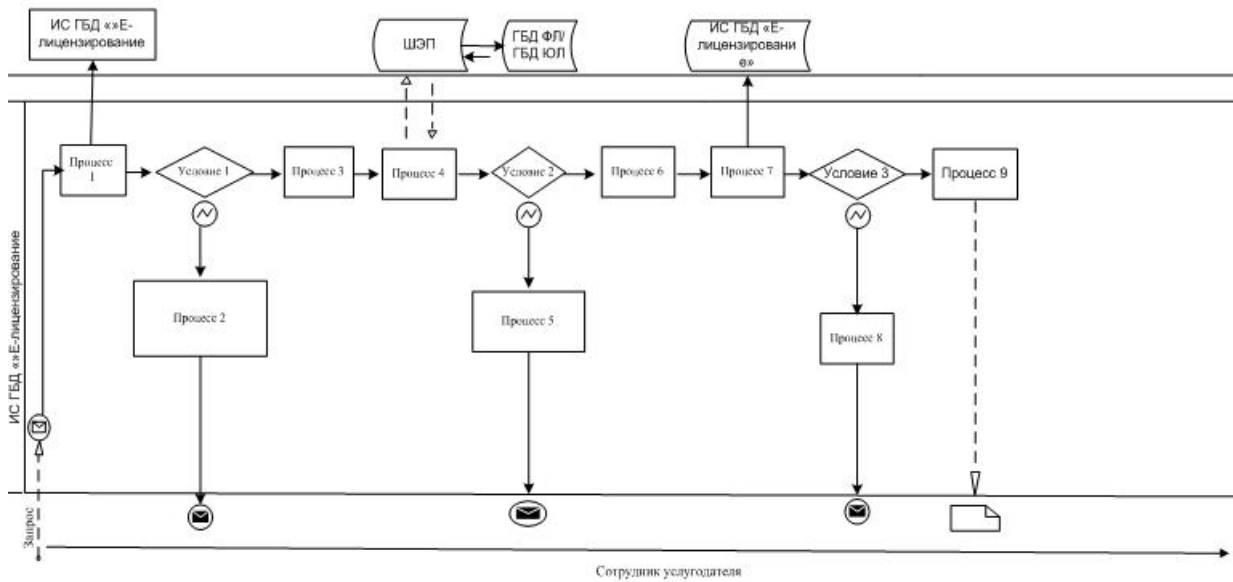 ИС ГБД «»Е-
лицензирование
ШЭП
ГБД ФЛ/
ГБД ЮЛ
ИС ГБД «Е-
лицензировани
е»
Процесс
1
Условие 1
Процесс 3
Процесс 4
Условие 2
Процесс 6
Процесс 7
Условие 3
Процесс 9
Процесс 2
Процесс 5
Процесс 8
ИС ГБД «»Е-лицензирование
Запрос
Сотрудник услугодателя